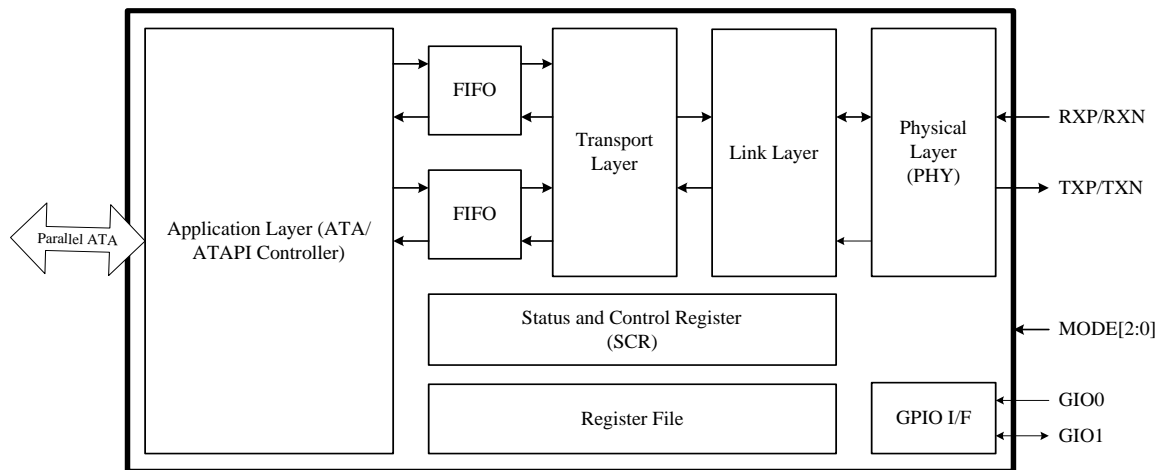 Parallel ATA
Application Layer (ATA/
ATAPI Controller)
FIFO
FIFO
Transport
Layer
Link Layer
Physical
Layer
(PHY)
RXP/RXN
TXP/TXN
Status and Control Register
(SCR)
MODE[2:0]
Register File
GPIO I/F
GIO0
GIO1